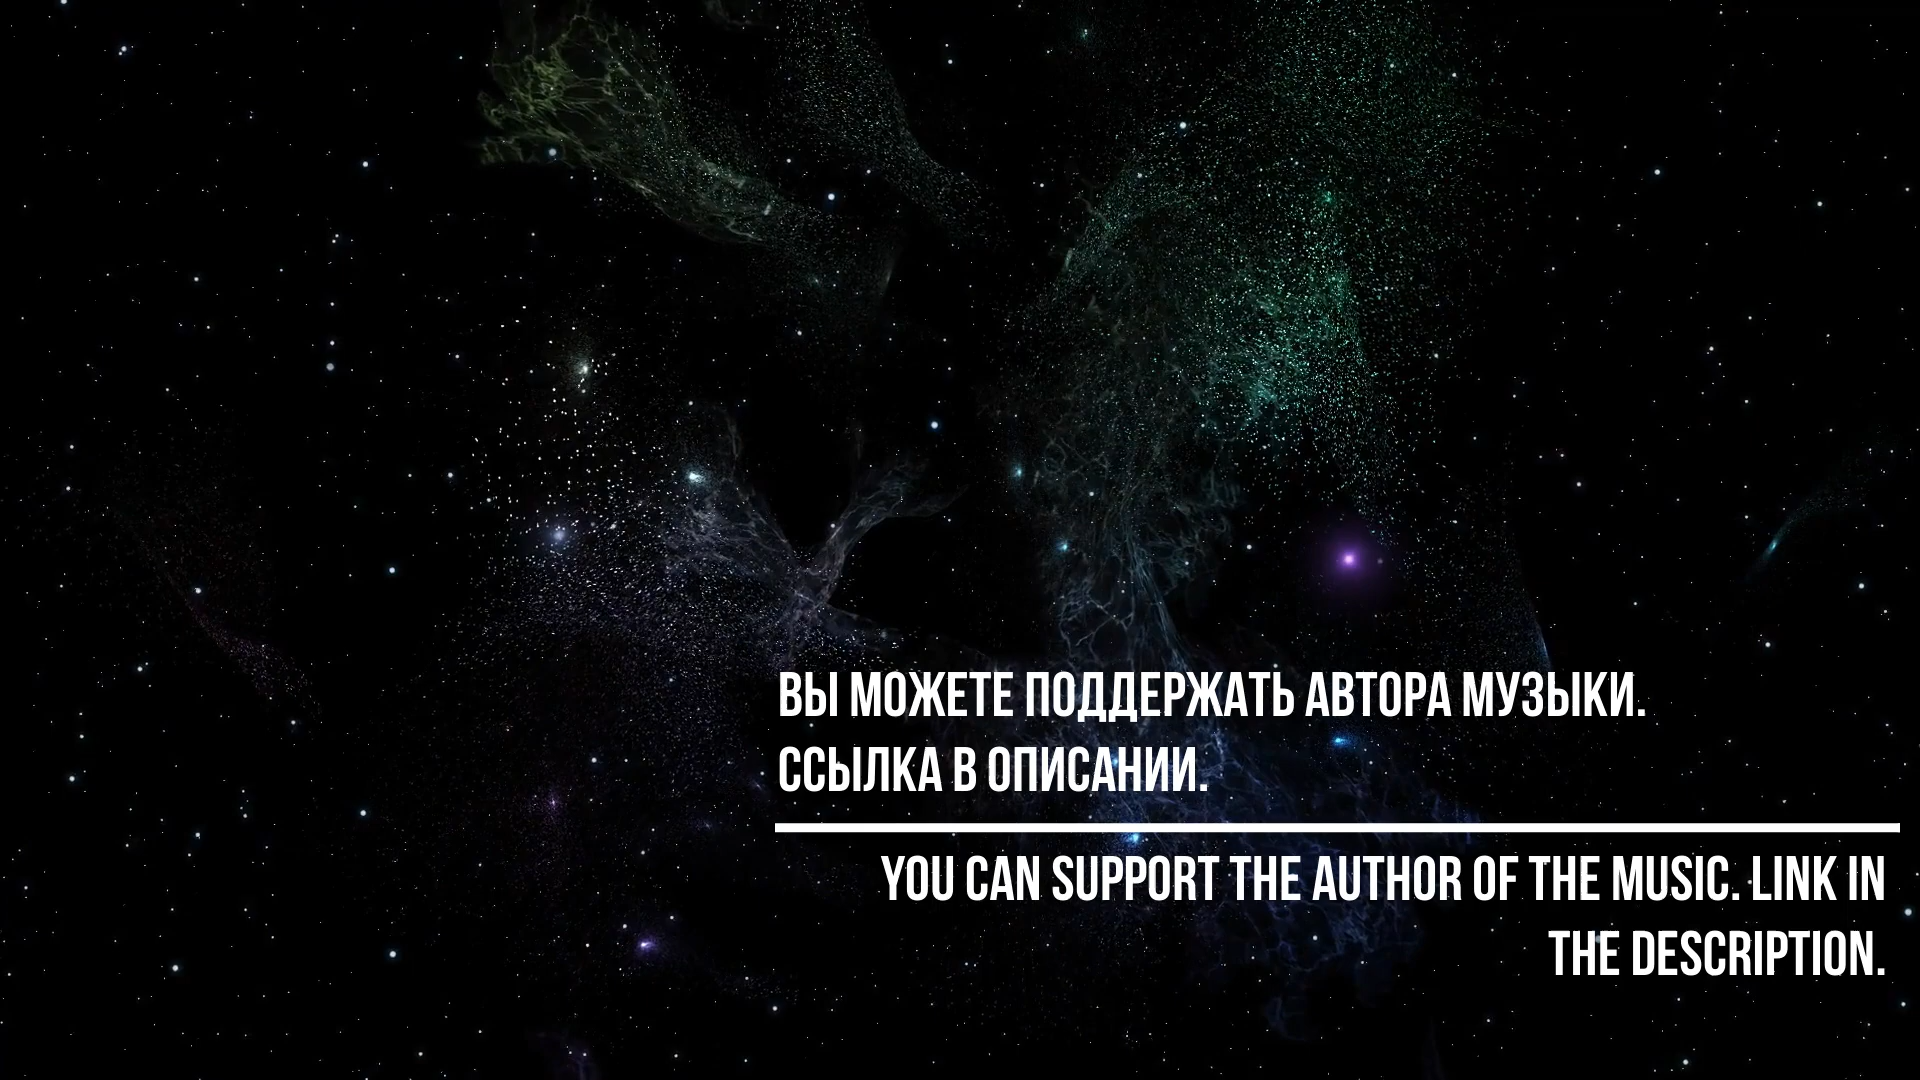 ВЫ МОЖЕТЕ ПОДДЕРЖАТЬ АВТОРА МУЗЫКИ.
ССЫЛКА В ОПИСАНИИ.
YOU CAN SUPPORT THE AUTHOR OF THE MUSIC. LINK IN
THE DESCRIPTION.